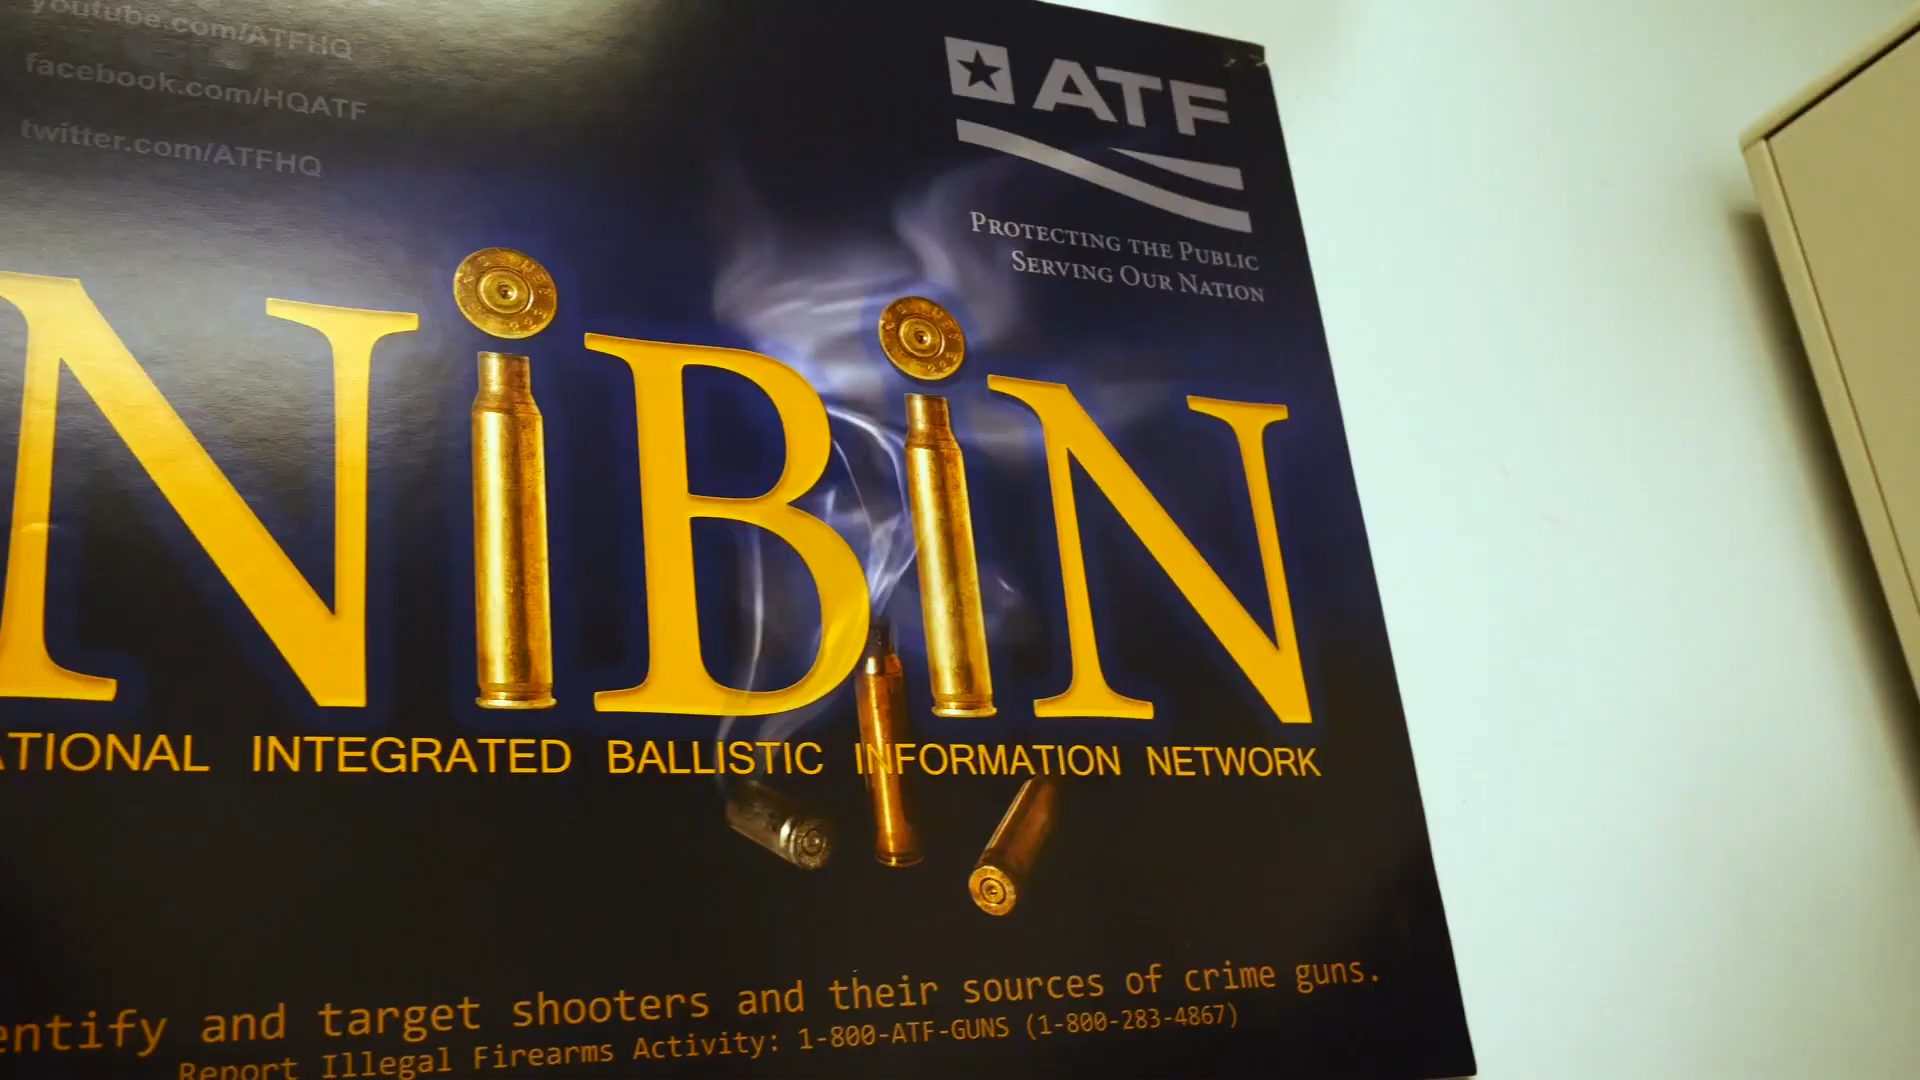 youtube.com/ATFHQ
facebook.com/HQATF
twitter.com/ATFHQ
ATF
PROTECTING THE PUBLIC
SERVING OUR NATION
NiBiN
ATIONAL INTEGRATED BALLISTIC INFORMATION NETWORK
entify and target shooters and their sources of crime guns.
Report Illegal Firearms Activity: 1-800-ATF-GUNS (1-800-283-4867)